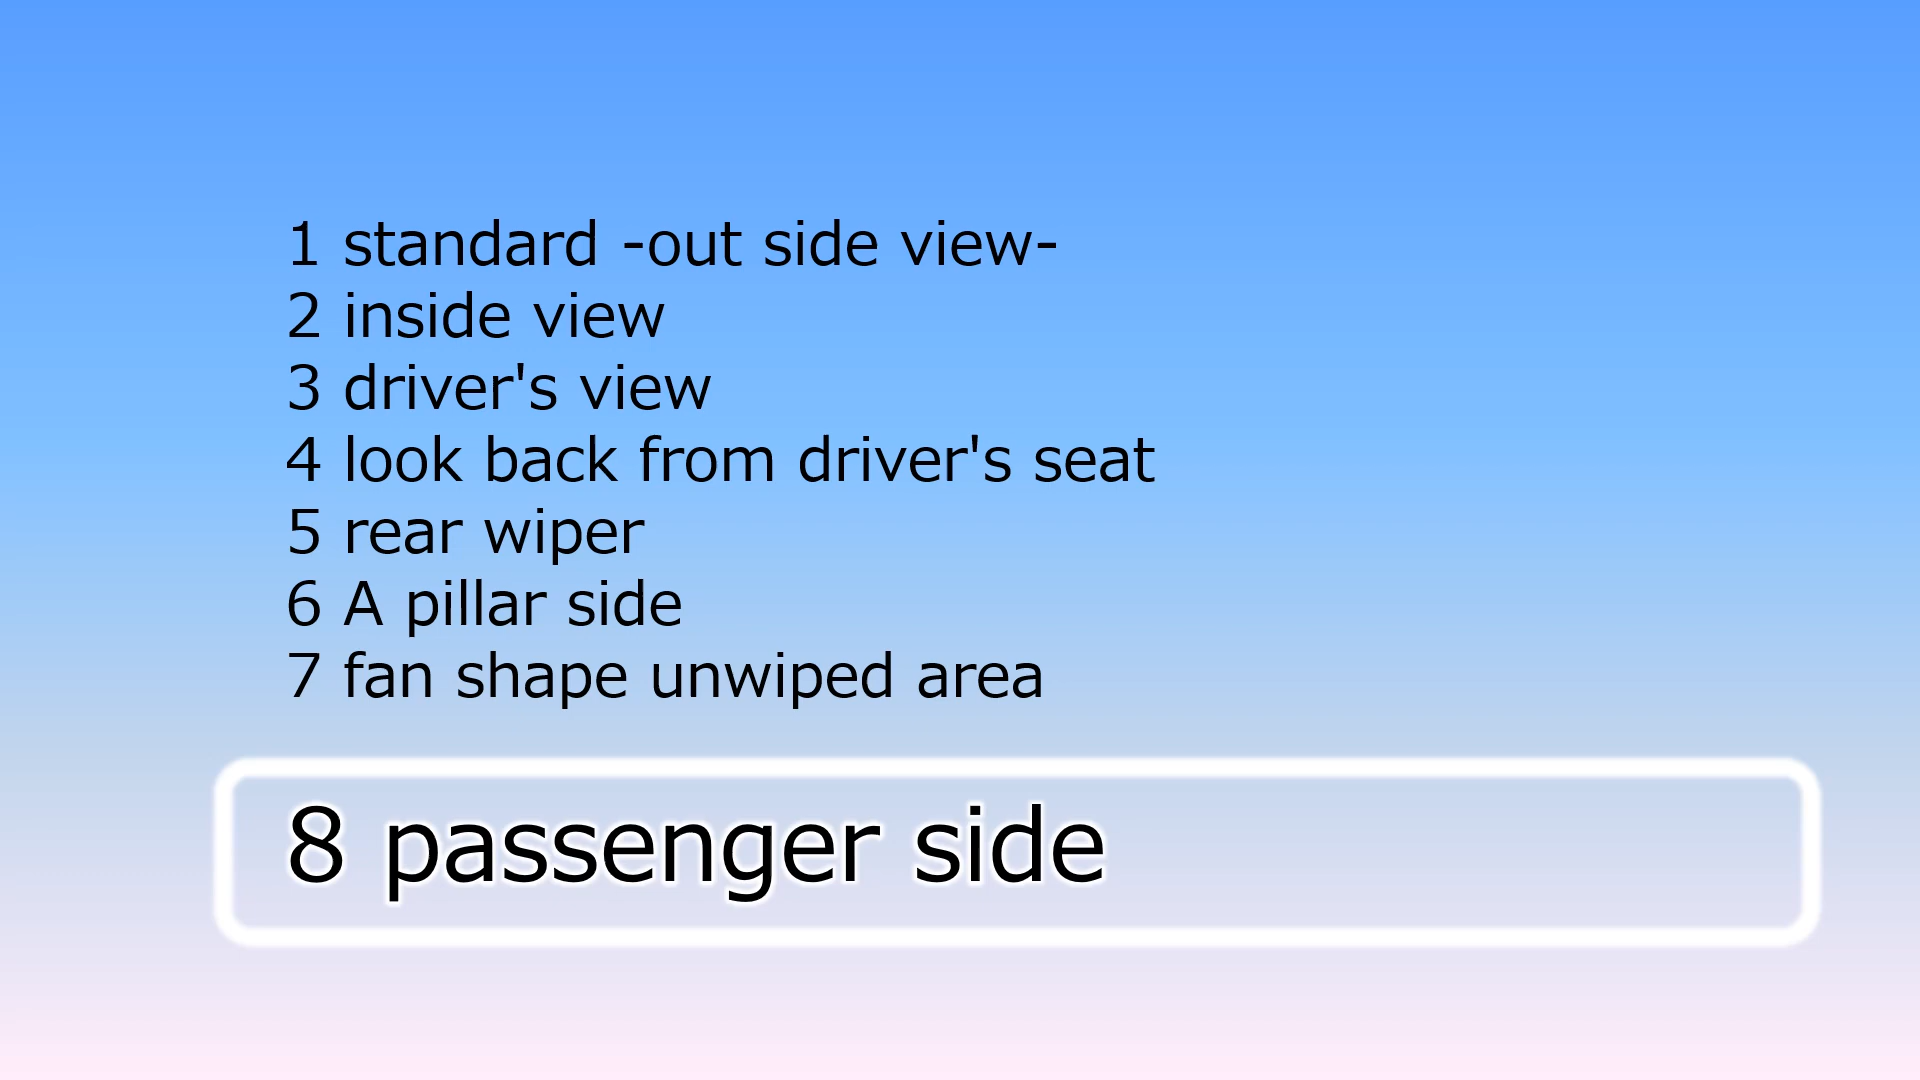 1 standard -out side view-
2 inside view
3 driver's view
4 look back from driver's seat
5 rear wiper
6 A pillar side
7 fan shape unwiped area
8 passenger side